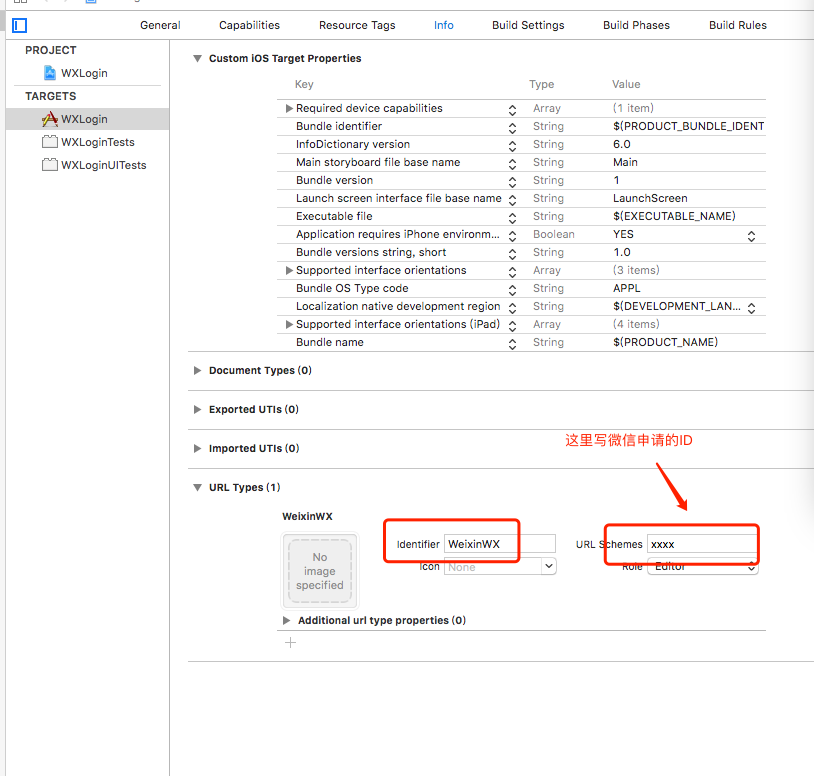 General Capabilities Resource Tags Info Build Settings Build Phases Build Rules
PROJECT
WXLogin
TARGETS
WXLogin
WXLoginTests
WXLoginUITests
Custom iOS Target Properties
Key Type Value
Required device capabilities Array (1 item)
Bundle identifier String $(PRODUCT_BUNDLE_IDENT
InfoDictionary version String 6.0
Main storyboard file base name String Main
Bundle version String 1
Launch screen interface file base name String LaunchScreen
Executable file String $(EXECUTABLE_NAME)
Application requires iPhone environm... Boolean YES
Bundle versions string, short String 1.0
Supported interface orientations Array (3 items)
Bundle OS Type code String APPL
Localization native development region String $(DEVELOPMENT_LAN...
Supported interface orientations (iPad) Array (4 items)
Bundle name String $(PRODUCT_NAME)
Document Types (0)
Exported UTIs (0)
Imported UTIs (0)
这里写微信申请的ID
URL Types (1)
WeixinWX
No image specified
Identifier WeixinWX URL Schemes xxxx
Icon None Role Editor
Additional url type properties (0)